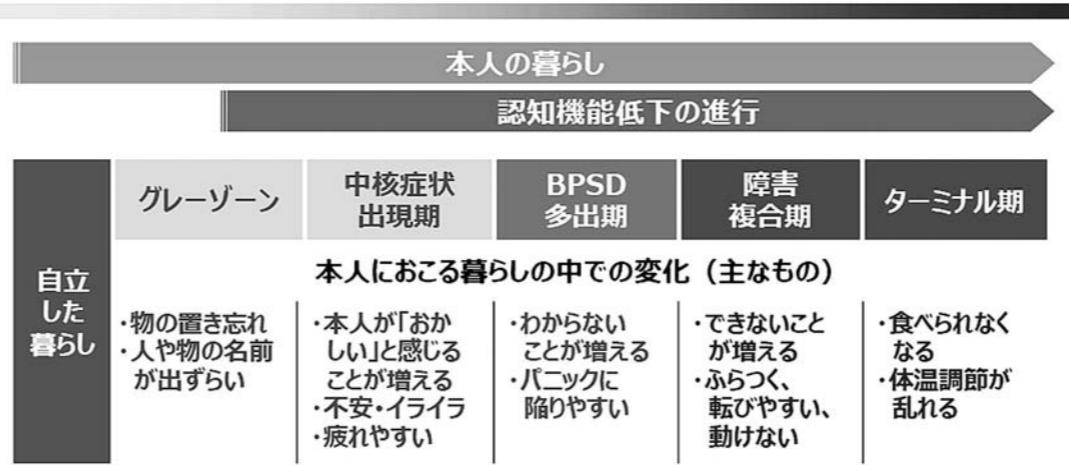 本人の暮らし
認知機能低下の進行
自立
した
暮らし
グレーゾーン
中核症状
出現期
BPSD
多出期
障害
複合期
ターミナル期
本人におこる暮らしの中での変化（主なもの）
・物の置き忘れ
・人や物の名前
が出ずらい
・本人が「おか
しい」と感じる
ことが増える
・不安・イライラ
・疲れやすい
・わからない
ことが増える
・パニックに
陥りやすい
・できないこと
が増える
・ふらつく、
転びやすい、
動けない
・食べられなく
なる
・体温調節が
乱れる